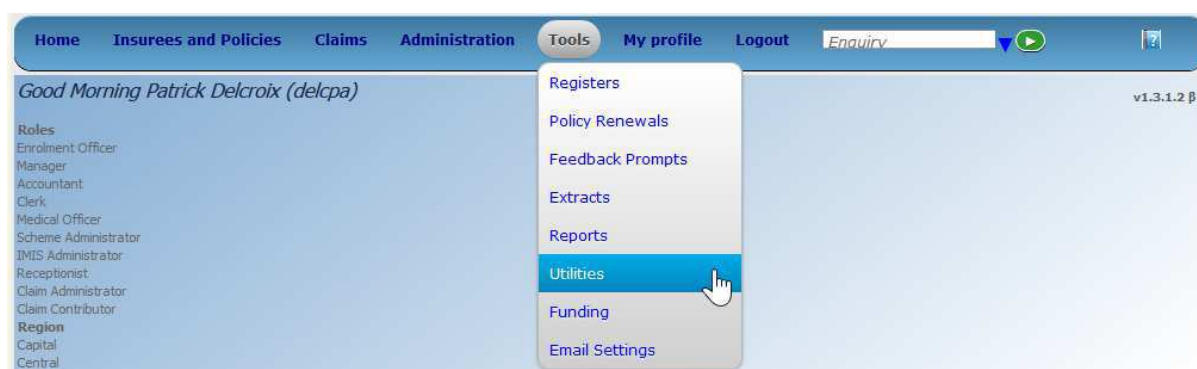 Home Insurees and Policies Claims Administration Tools My profile Logout Enquiry
Good Morning Patrick Delcroix (delcpa)
v1.3.1.2 β
Roles
Enrolment Officer
Manager
Accountant
Clerk
Medical Officer
Scheme Administrator
IMIS Administrator
Receptionist
Claim Administrator
Claim Contributor
Region
Capital
Central
Registers
Policy Renewals
Feedback Prompts
Extracts
Reports
Utilities
Funding
Email Settings